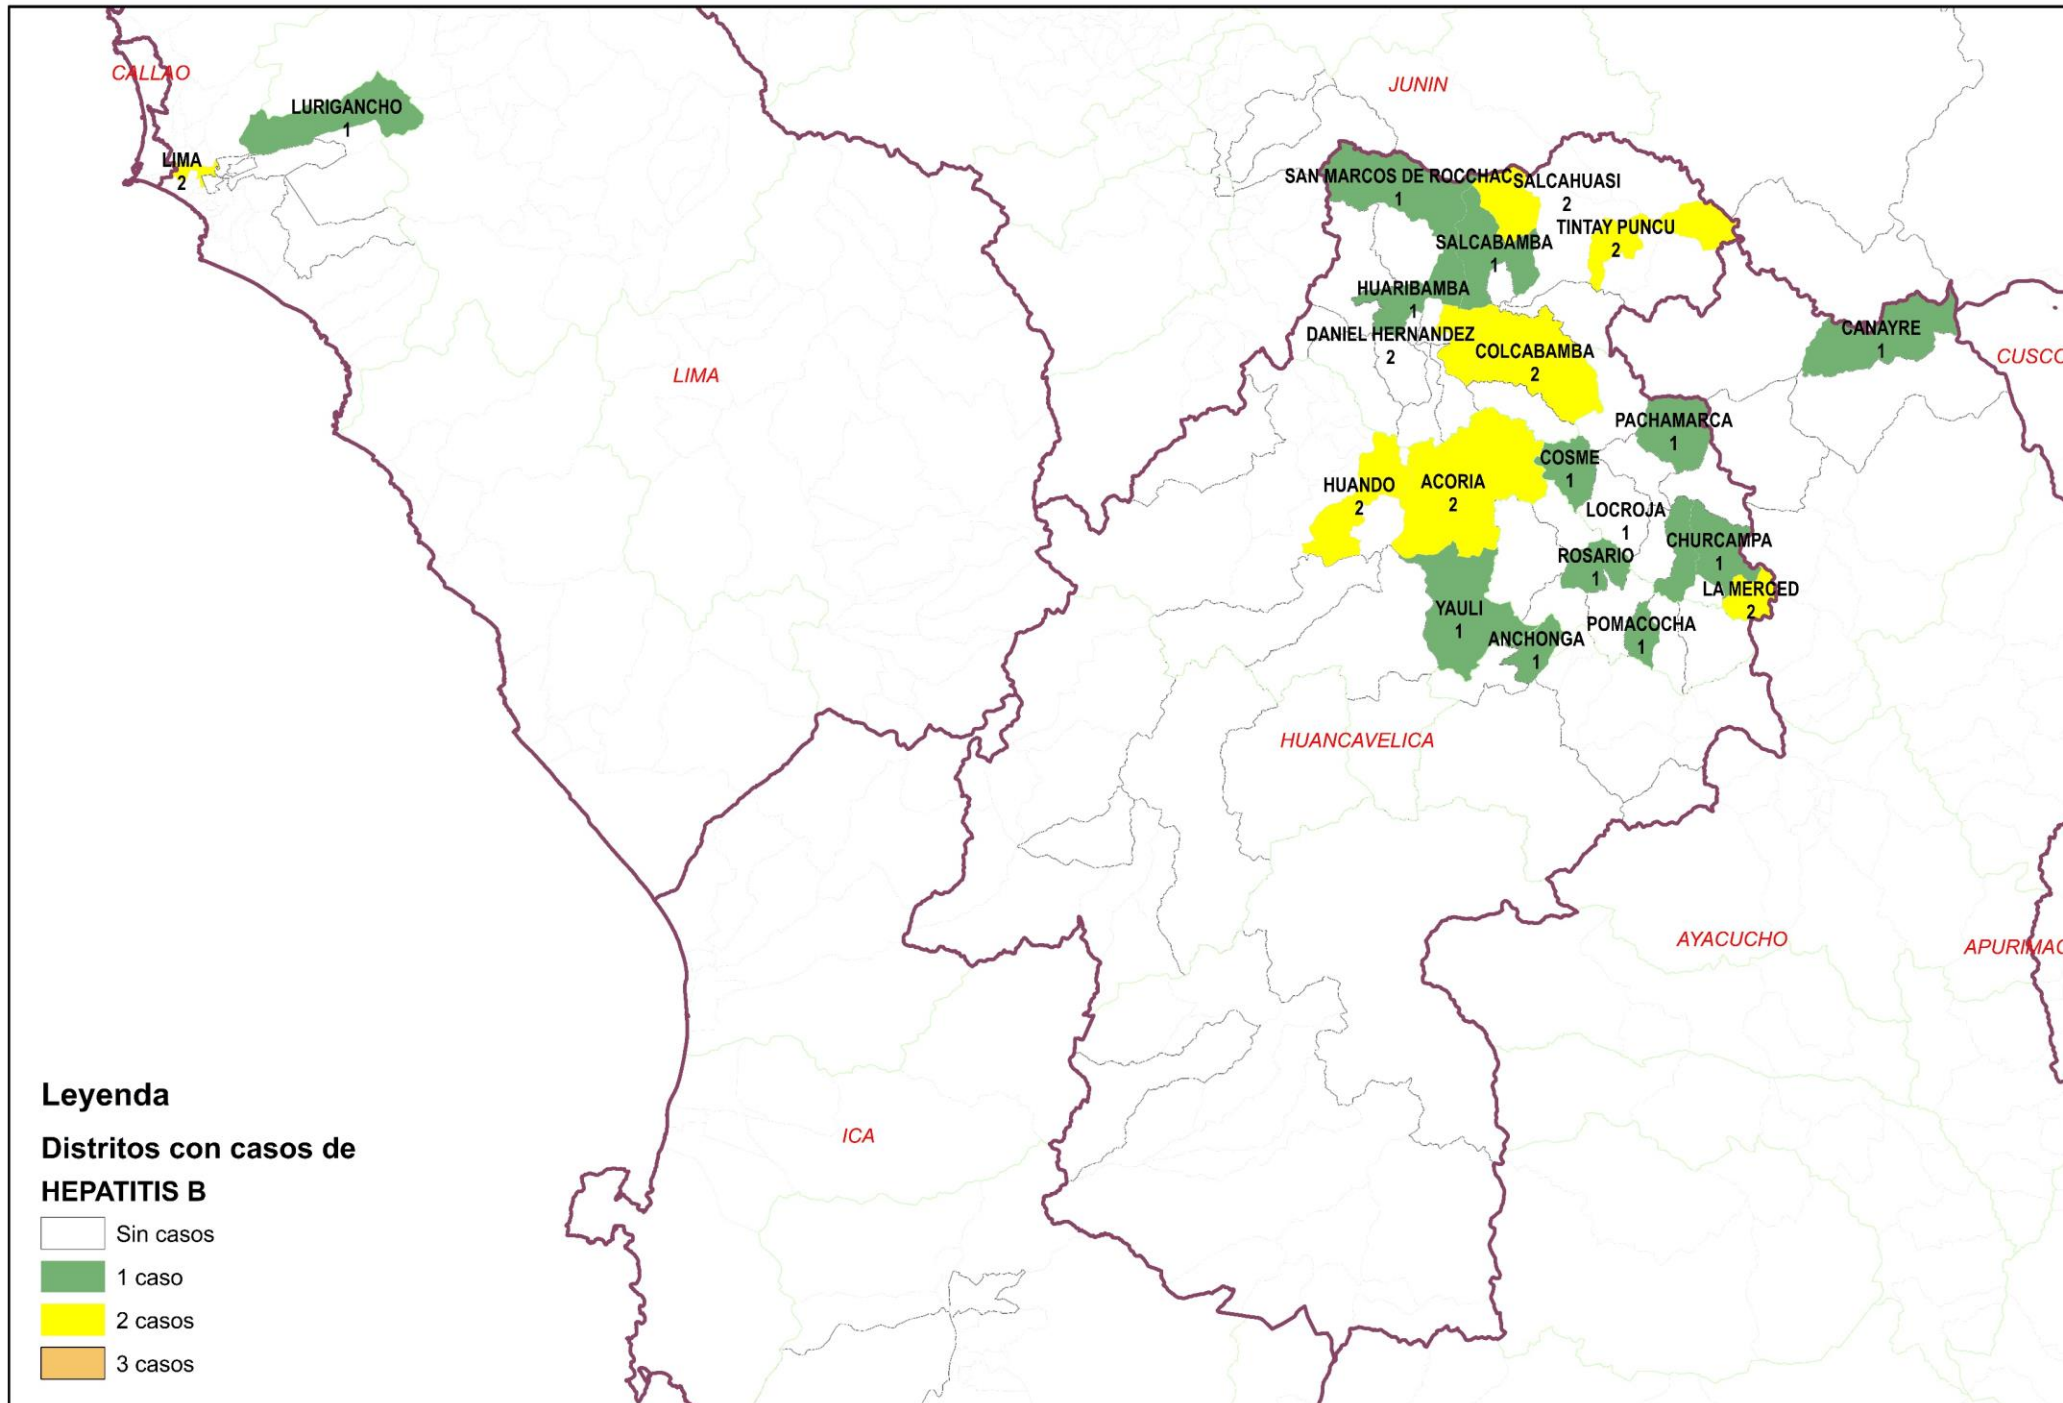 CALLAO
LURIGANCHO
1
LIMA
2
JUNIN
SAN MARCOS DE ROCCHAC
1
SALCAHUASI
2
TINTAY PUNCU
2
SALCABAMBA
1
HUARIBAMBA
1
DANIEL HERNANDEZ
2
COLCABAMBA
2
CANAYRE
1
CUSCO
LIMA
PACHAMARCA
1
COSME
1
HUANDO
2
ACORIA
2
LOCROJA
1
CHURCAMPA
1
ROSARIO
1
LA MERCED
2
YAULI
1
ANCHONGA
1
POMACOCHA
1
HUANCAVELICA
AYACUCHO
APURIMAC
ICA
Leyenda
Distritos con casos de
HEPATITIS B
Sin casos
1 caso
2 casos
3 casos